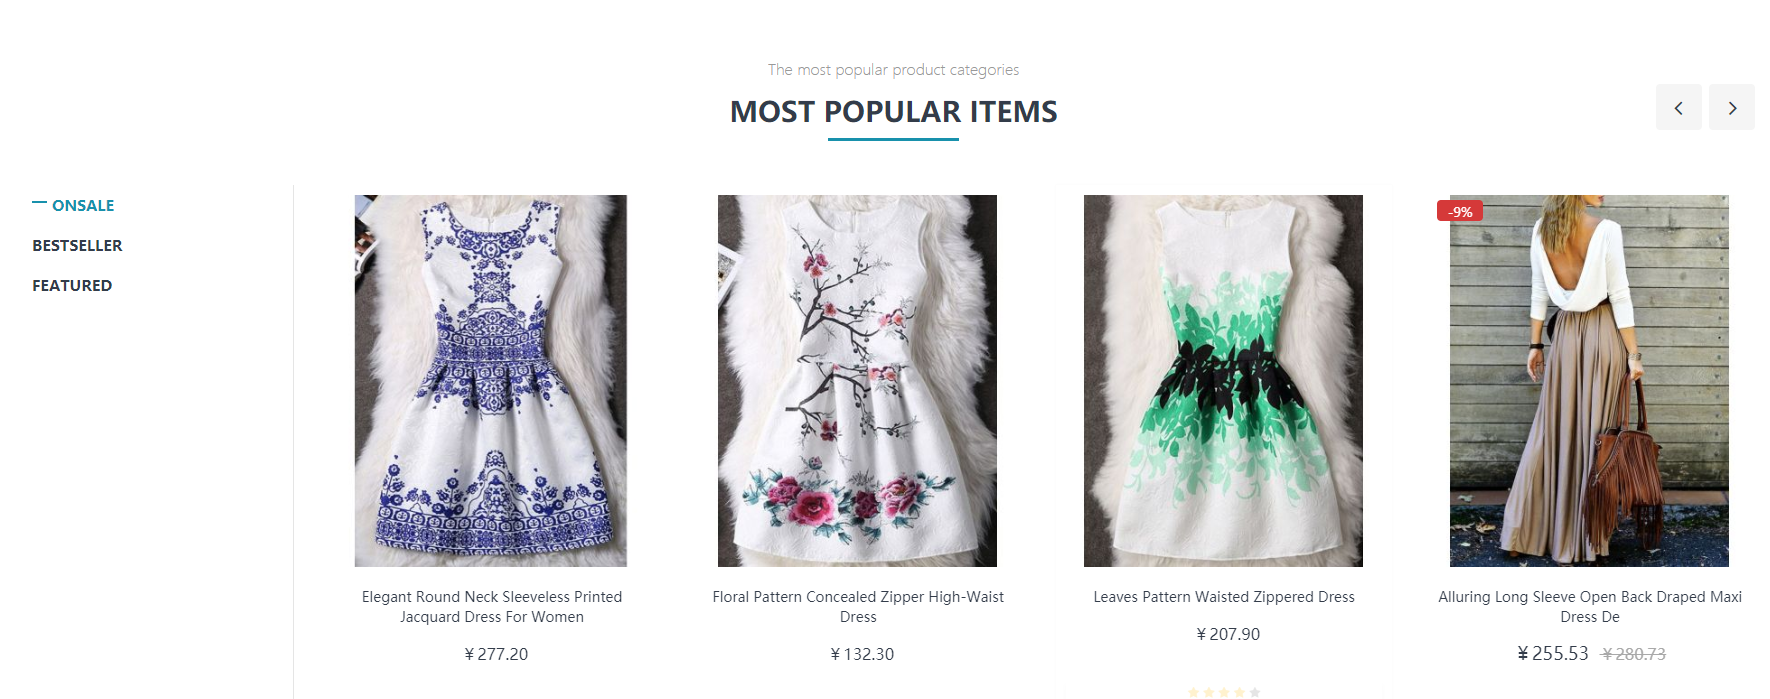 The most popular product categories
MOST POPULAR ITEMS
ONSALE
BESTSELLER
FEATURED
-9%
Elegant Round Neck Sleeveless Printed
Jacquard Dress For Women
¥ 277.20
Floral Pattern Concealed Zipper High-Waist
Dress
¥ 132.30
Leaves Pattern Waisted Zippered Dress
¥ 207.90
Alluring Long Sleeve Open Back Draped Maxi
Dress De
¥ 255.53 ¥ 280.73